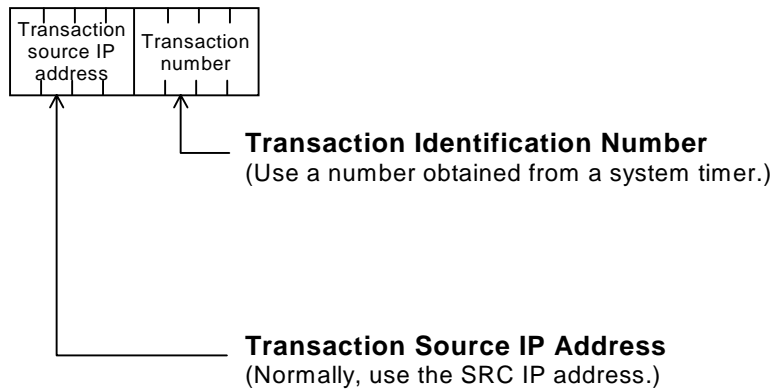 Transaction
source IP
address
Transaction
number
Transaction Identification Number
(Use a number obtained from a system timer.)
Transaction Source IP Address
(Normally, use the SRC IP address.)